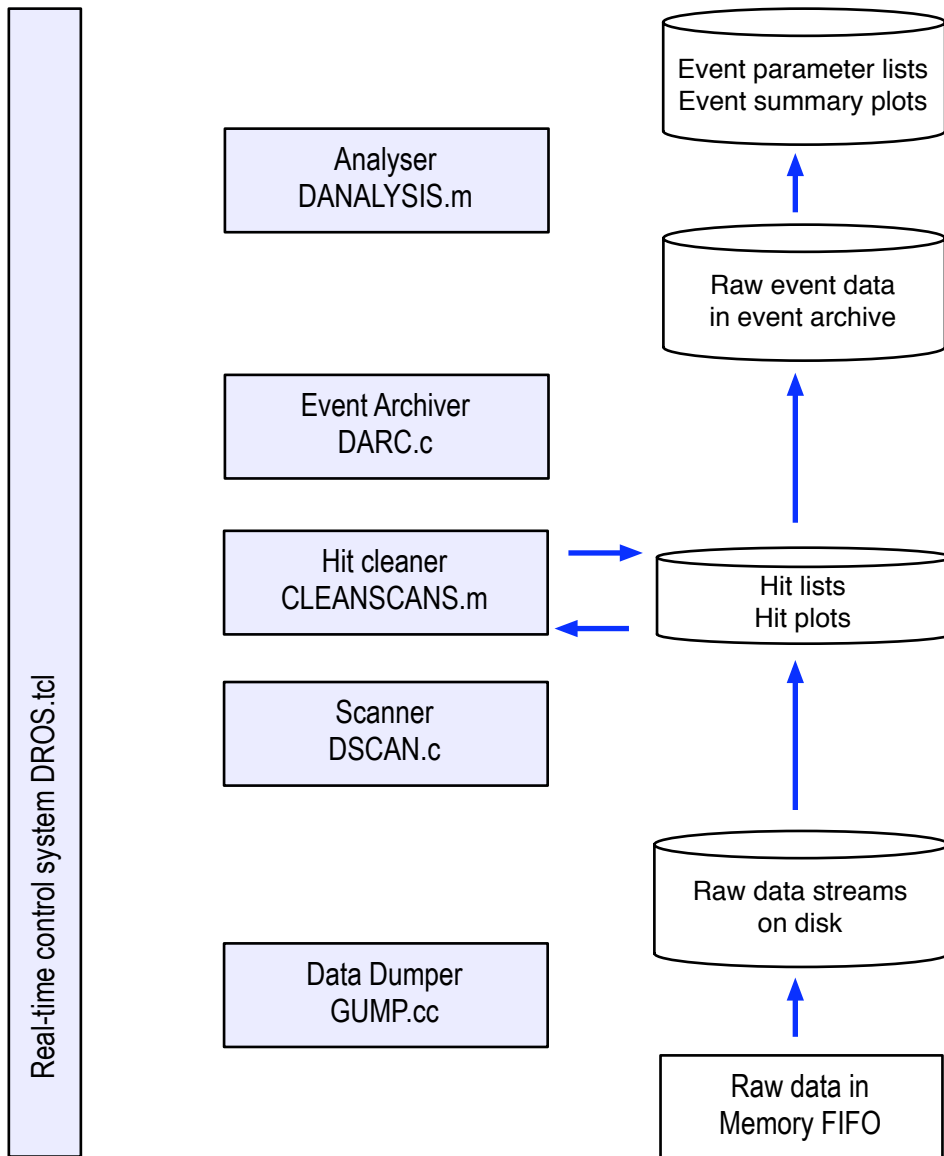 Real-time control system DROS.tcl
Event parameter lists
Event summary plots
Analyser
DANALYSIS.m
Raw event data
in event archive
Event Archiver
DARC.c
Hit cleaner
CLEANSCANS.m
Hit lists
Hit plots
Scanner
DSCAN.c
Raw data streams
on disk
Data Dumper
GUMP.cc
Raw data in
Memory FIFO